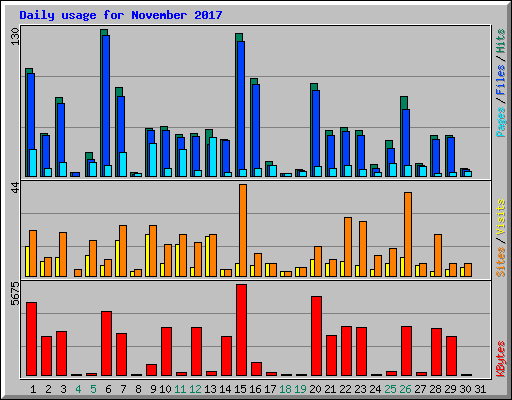 Daily usage for November 2017
130
Pages / Files / Hits
44
Sites / Visits
5675
KBytes
1 2 3 4 5 6 7 8 9 10 11 12 13 14 15 16 17 18 19 20 21 22 23 24 25 26 27 28 29 30 31